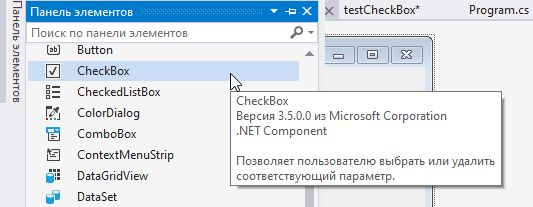 Панель элементов
Панель элементов
testCheckBox*
Program.cs
Поиск по панели элементов
Button
CheckBox
CheckedListBox
ColorDialog
ComboBox
ContextMenuStrip
DataGridView
DataSet
CheckBox
Версия 3.5.0.0 из Microsoft Corporation
.NET Component
Позволяет пользователю выбрать или удалить
соответствующий параметр.